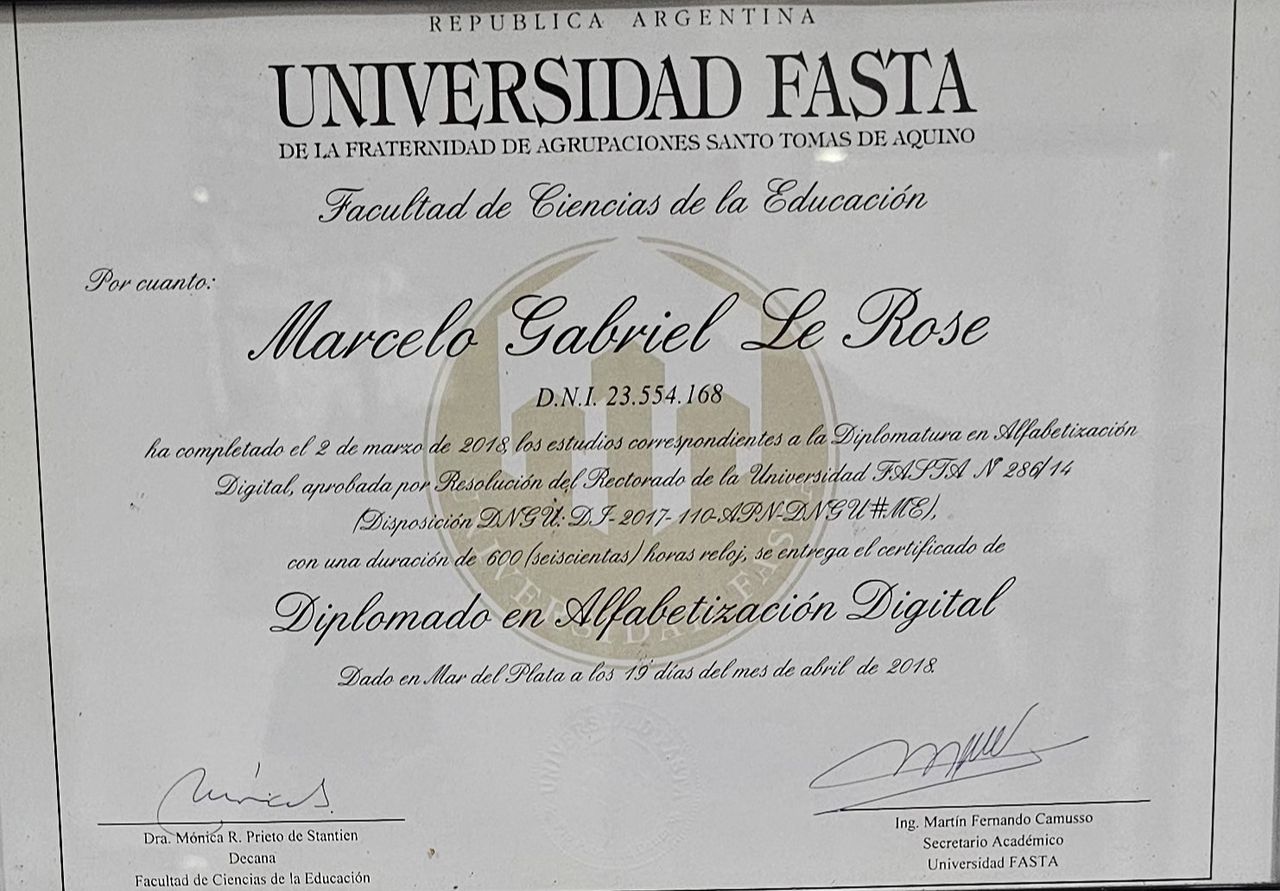 REPUBLICA ARGENTINA
UNIVERSIDAD FASTA
DE LA FRATERNIDAD DE AGRUPACIONES SANTO TOMAS DE AQUINO
Facultad de Ciencias de la Educación
Por cuanto:
Marcelo Gabriel Le Rose
D.N.I. 23.554.168
ha completado el 2 de marzo de 2018, los estudios correspondientes a la Diplomatura en Alfabetización
Digital, aprobada por Resolución del Rectorado de la Universidad FASTA Nº 286/14
(Disposición DNGU: DI-2017-110-APN-DNGU#ME),
con una duración de 600 (seiscientas) horas reloj, se entrega el certificado de
Diplomado en Alfabetización Digital
Dado en Mar del Plata a los 19 días del mes de abril de 2018.
UNIVERSIDAD FASTA
Dra. Mónica R. Prieto de Stantien
Decana
Facultad de Ciencias de la Educación
Ing. Martín Fernando Camusso
Secretario Académico
Universidad FASTA